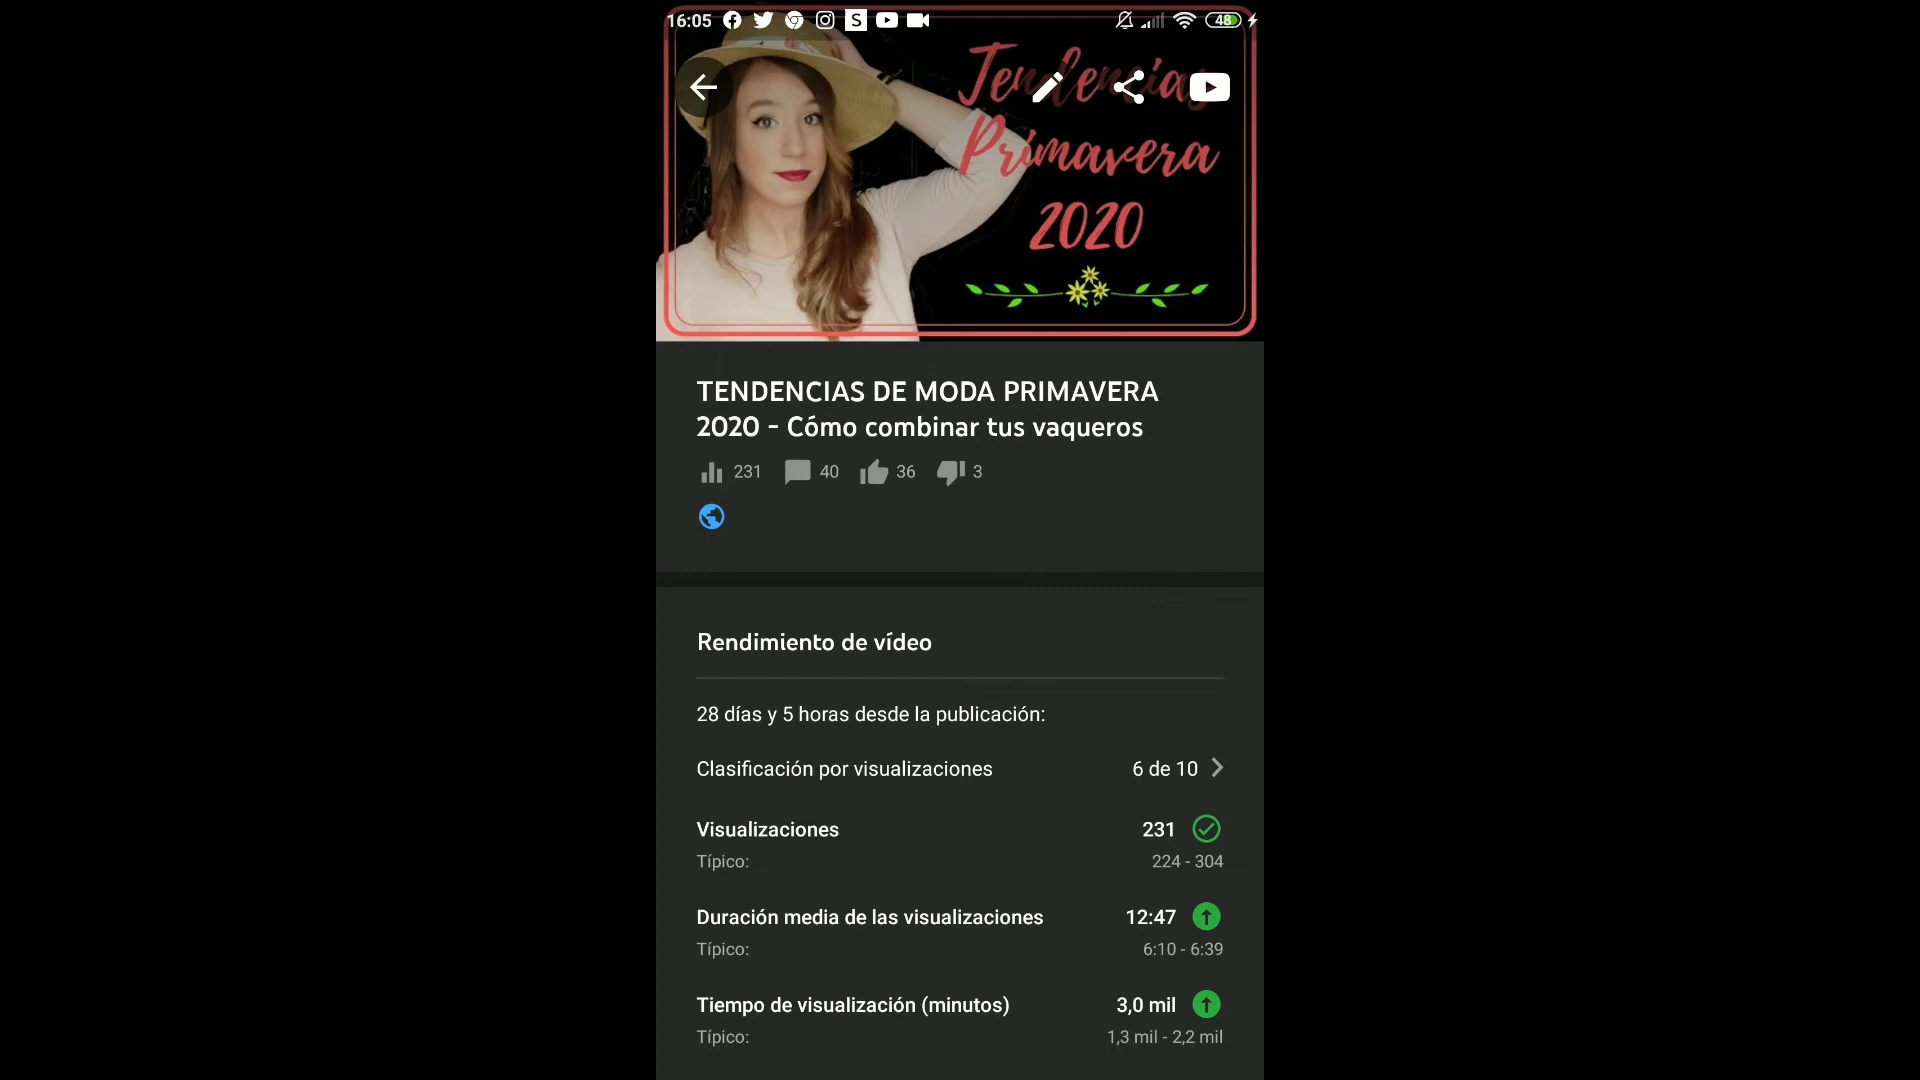 16:05
S
48
Tendencias
Primavera
2020
TENDENCIAS DE MODA PRIMAVERA
2020 - Cómo combinar tus vaqueros
231 40 36 3
Rendimiento de vídeo
28 días y 5 horas desde la publicación:
Clasificación por visualizaciones 6 de 10
Visualizaciones 231
Típico: 224 - 304
Duración media de las visualizaciones 12:47
Típico: 6:10 - 6:39
Tiempo de visualización (minutos) 3,0 mil
Típico: 1,3 mil - 2,2 mil